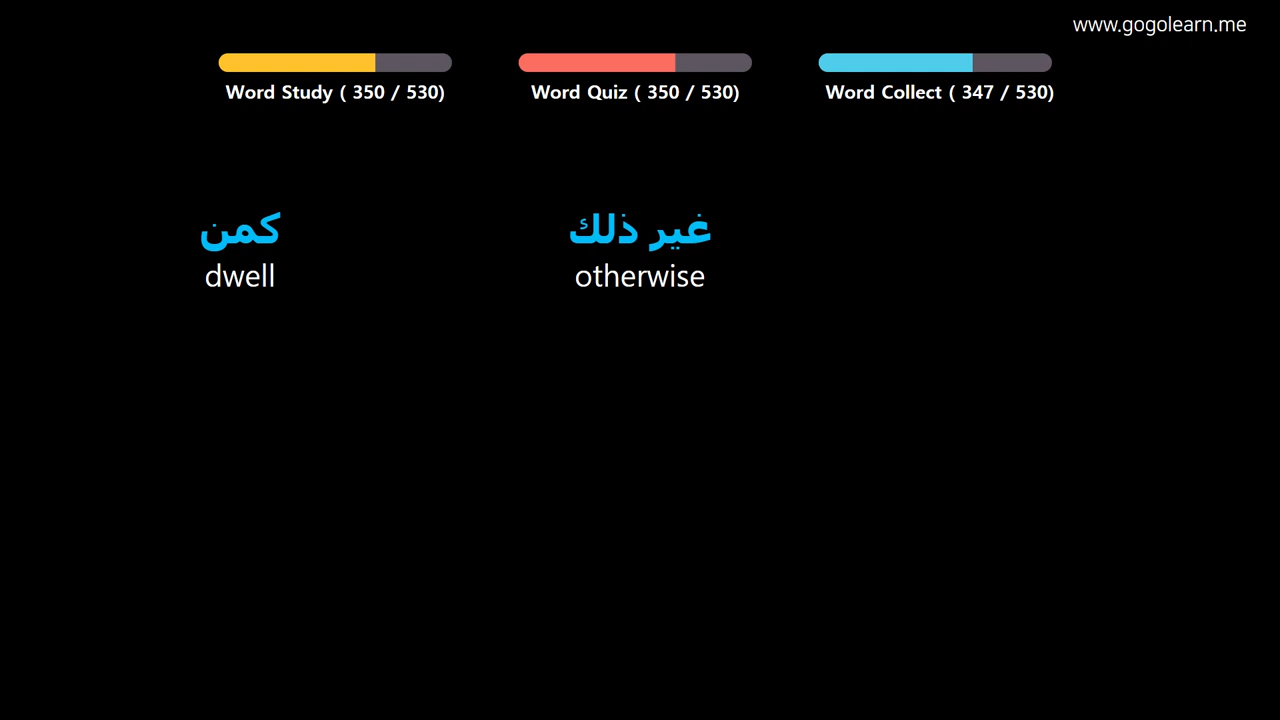 www.gogolearn.me
Word Study ( 350 / 530)
Word Quiz ( 350 / 530)
Word Collect ( 347 / 530)
كمن
dwell
غير ذلك
otherwise